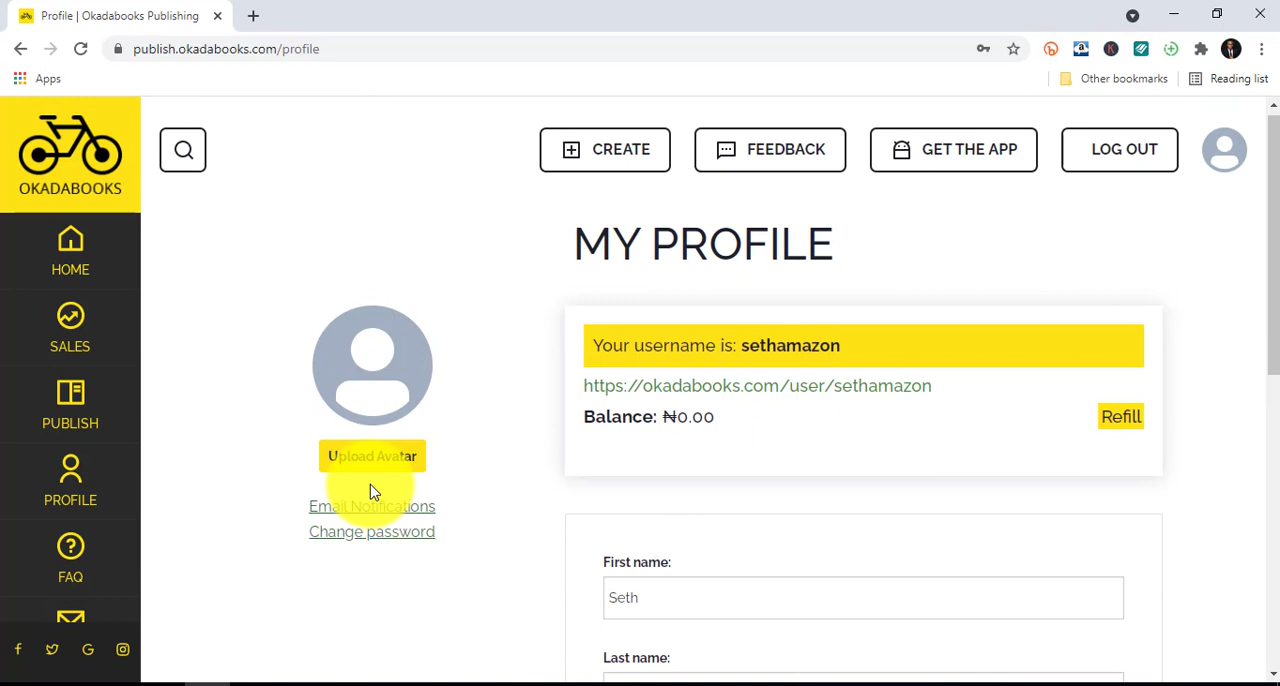 Profile | Okadabooks Publishing
publish.okadabooks.com/profile
Apps
Other bookmarks
Reading list
OKADABOOKS
CREATE
FEEDBACK
GET THE APP
LOG OUT
HOME
SALES
PUBLISH
PROFILE
FAQ
MY PROFILE
Upload Avatar
Email Notifications
Change password
Your username is: sethamazon
https://okadabooks.com/user/sethamazon
Balance: ₦0.00
Refill
First name:
Seth
Last name: